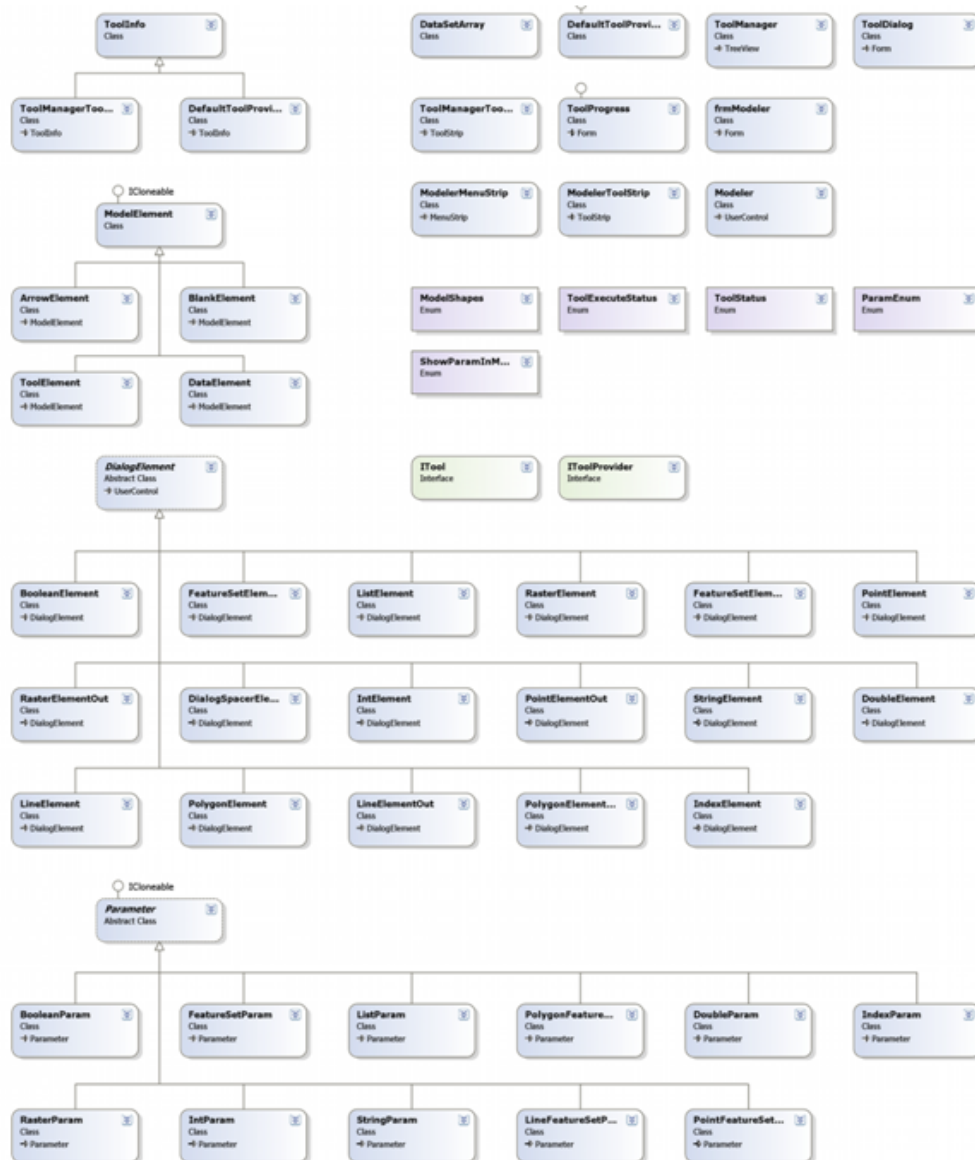 ToolInfo
Class
DataSetArray
Class
DefaultToolProvi...
Class
ToolManager
Class
TreeView
ToolDialog
Class
Form
ToolManagerToo...
Class
ToolInfo
DefaultToolProvi...
Class
ToolInfo
ToolManagerToo...
Class
ToolStrip
ToolProgress
Class
Form
frmModeler
Class
Form
ICloneable
ModelElement
Class
ModelerMenuStrip
Class
MenuStrip
ModelerToolStrip
Class
ToolStrip
Modeler
Class
UserControl
ArrowElement
Class
ModelElement
BlankElement
Class
ModelElement
ModelShapes
Enum
ToolExecuteStatus
Enum
ToolStatus
Enum
ParamEnum
Enum
ShowParamInM...
Enum
ToolElement
Class
ModelElement
DataElement
Class
ModelElement
DialogElement
Abstract Class
UserControl
ITool
Interface
IToolProvider
Interface
BooleanElement
Class
DialogElement
FeatureSetElem...
Class
DialogElement
ListElement
Class
DialogElement
RasterElement
Class
DialogElement
FeatureSetElem...
Class
DialogElement
PointElement
Class
DialogElement
RasterElementOut
Class
DialogElement
DialogSpacerEle...
Class
DialogElement
IntElement
Class
DialogElement
PointElementOut
Class
DialogElement
StringElement
Class
DialogElement
DoubleElement
Class
DialogElement
LineElement
Class
DialogElement
PolygonElement
Class
DialogElement
LineElementOut
Class
DialogElement
PolygonElement...
Class
DialogElement
IndexElement
Class
DialogElement
ICloneable
Parameter
Abstract Class
BooleanParam
Class
Parameter
FeatureSetParam
Class
Parameter
ListParam
Class
Parameter
PolygonFeature...
Class
Parameter
DoubleParam
Class
Parameter
IndexParam
Class
Parameter
RasterParam
Class
Parameter
IntParam
Class
Parameter
StringParam
Class
Parameter
LineFeatureSetP...
Class
Parameter
PointFeatureSet...
Class
Parameter